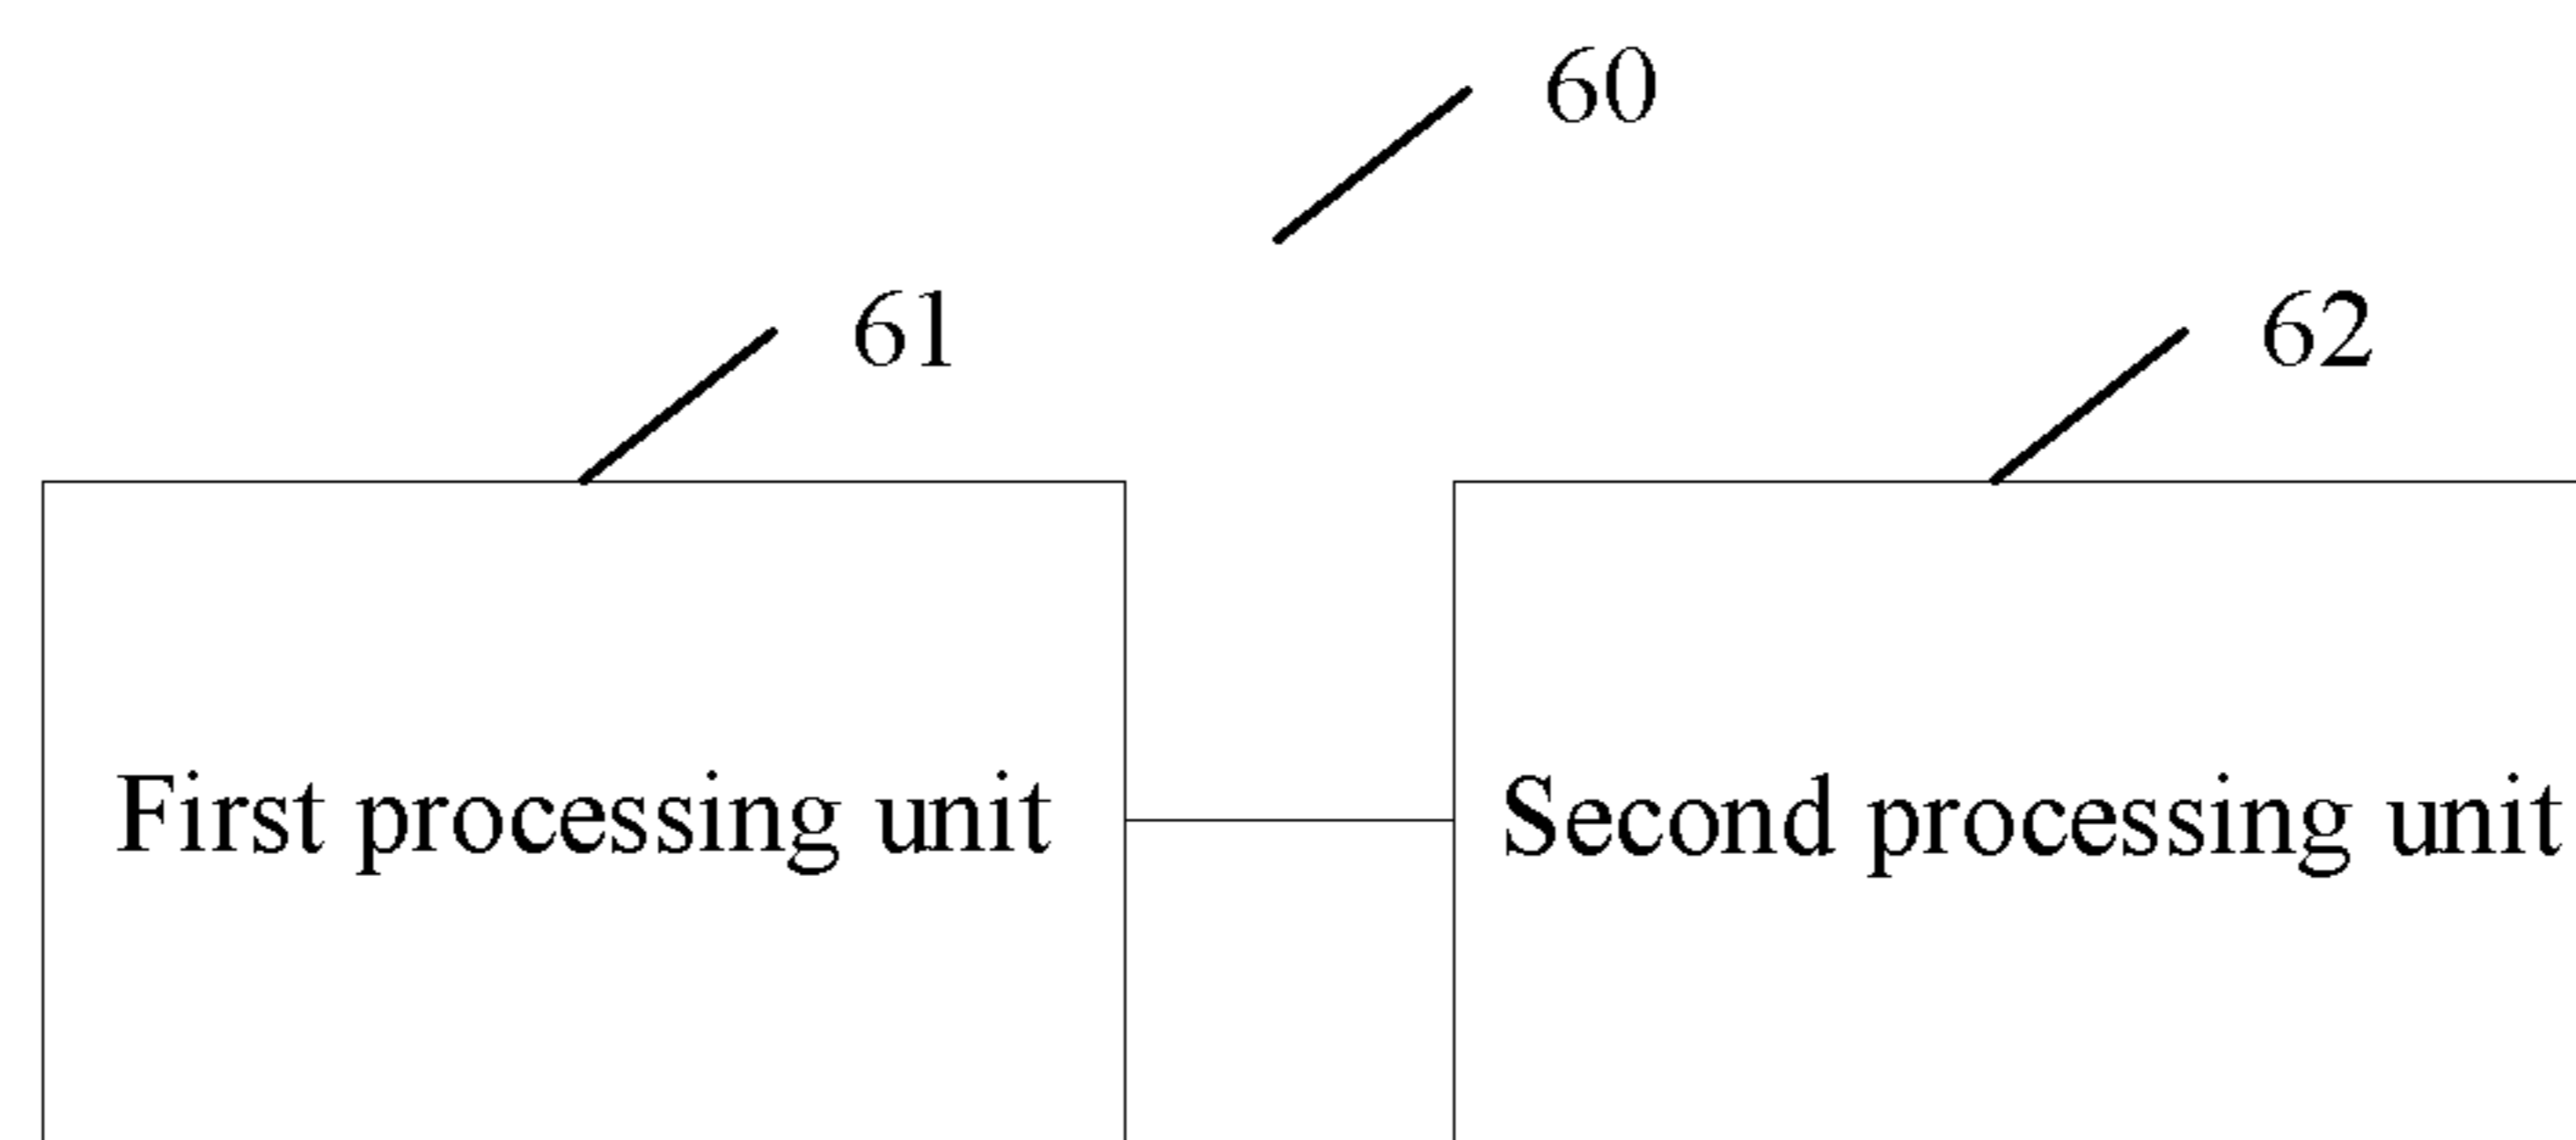 60
61
62
First processing unit
Second processing unit